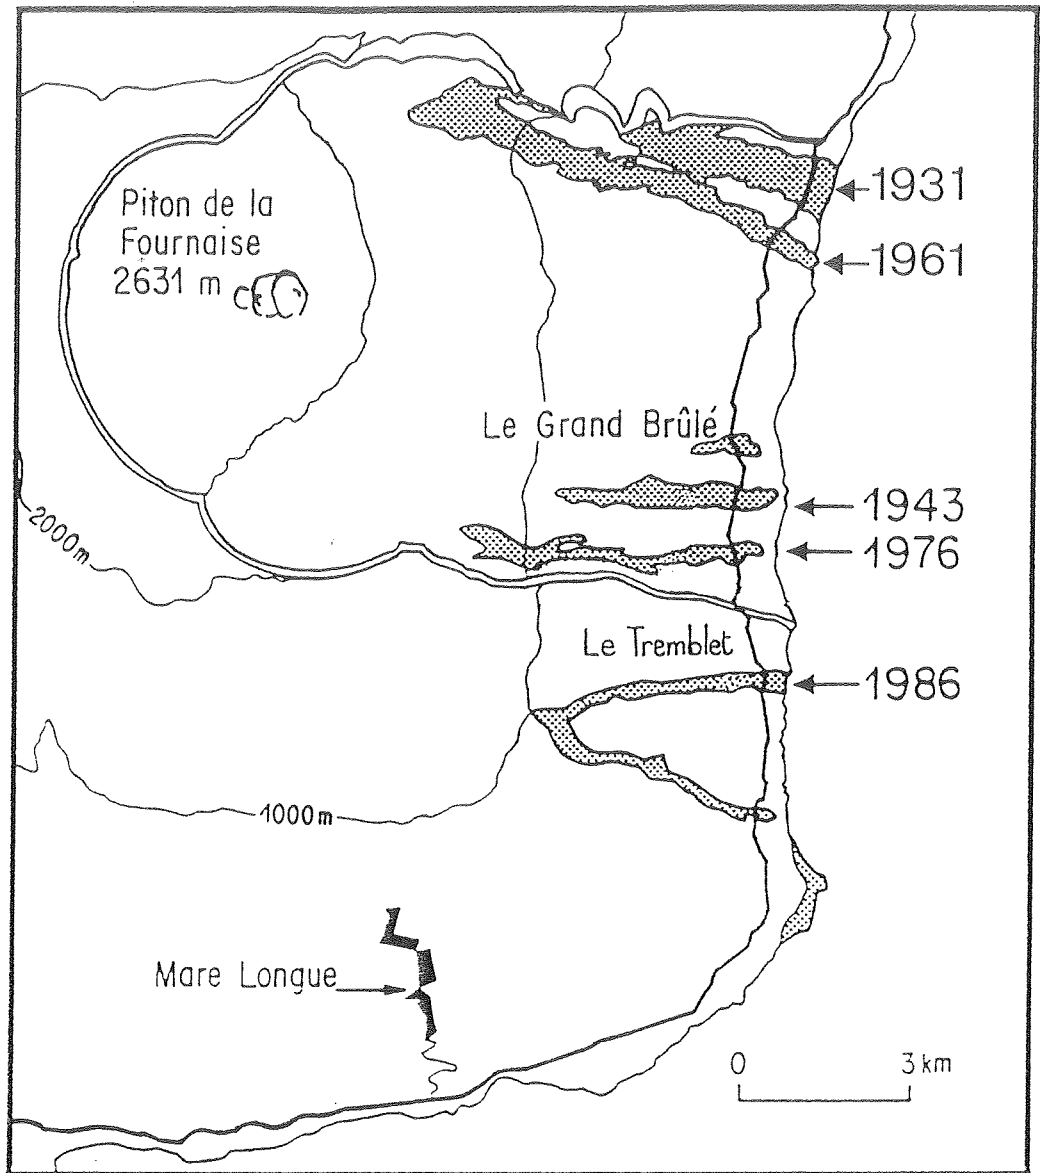 Piton de la
Fournaise
2631 m
1931
1961
Le Grand Brûlé
1943
1976
2000m
Le Tremblet
1986
1000m
Mare Longue
0 3 km